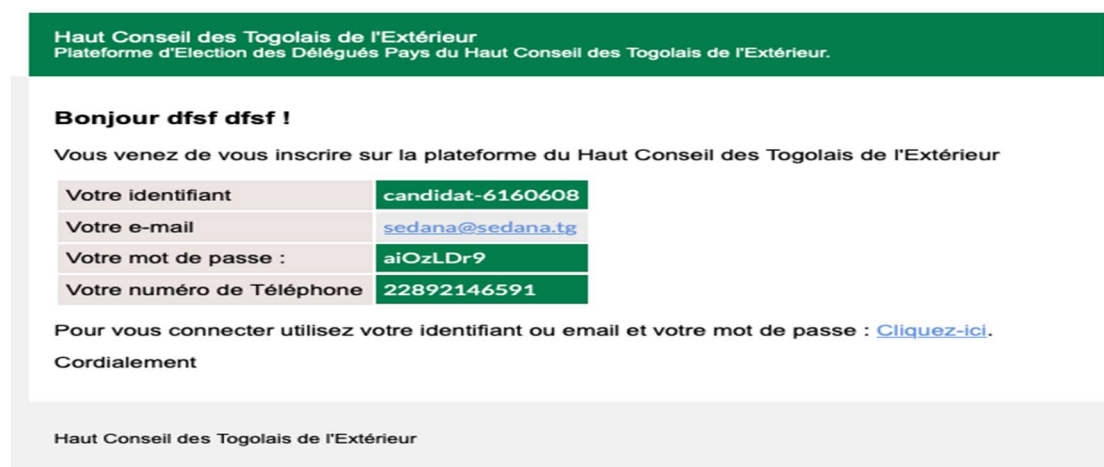 Haut Conseil des Togolais de l'Extérieur
Plateforme d'Election des Délégués Pays du Haut Conseil des Togolais de l'Extérieur.
Bonjour dfsf dfsf !
Vous venez de vous inscrire sur la plateforme du Haut Conseil des Togolais de l'Extérieur
Votre identifiant candidat-6160608
Votre e-mail sedana@sedana.tg
Votre mot de passe : aiOzLDr9
Votre numéro de Téléphone 22892146591
Pour vous connecter utilisez votre identifiant ou email et votre mot de passe : Cliquez-ici.
Cordialement
Haut Conseil des Togolais de l'Extérieur